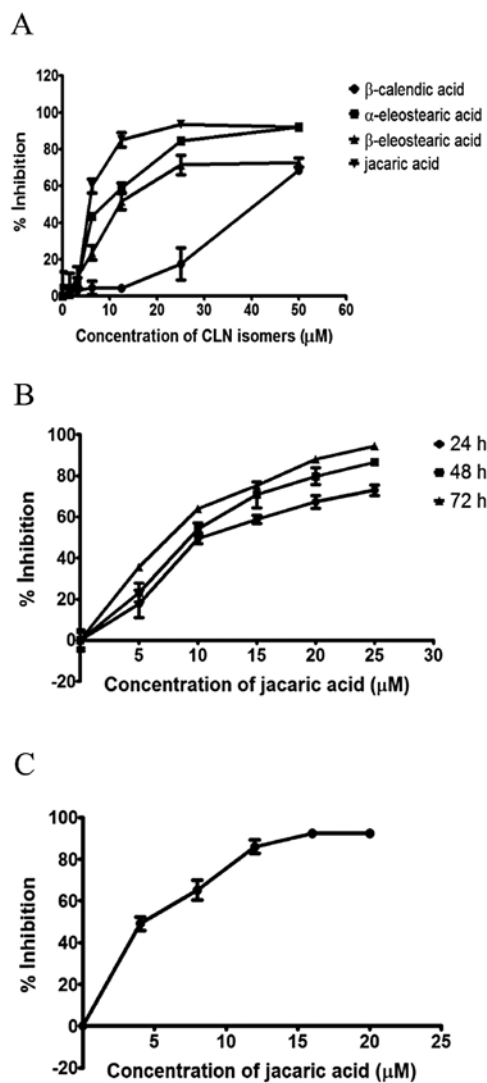 A
120
100
80
60
40
20
0
% Inhibition
0 10 20 30 40 50 60
Concentration of CLN isomers (μM)
β-calendic acid
α-eleostearic acid
β-eleostearic acid
jacaric acid
B
100
80
60
40
20
0
-20
% Inhibition
5 10 15 20 25 30
Concentration of jacaric acid (μM)
24 h
48 h
72 h
C
100
80
60
40
20
0
-20
% Inhibition
5 10 15 20 25
Concentration of jacaric acid (μM)